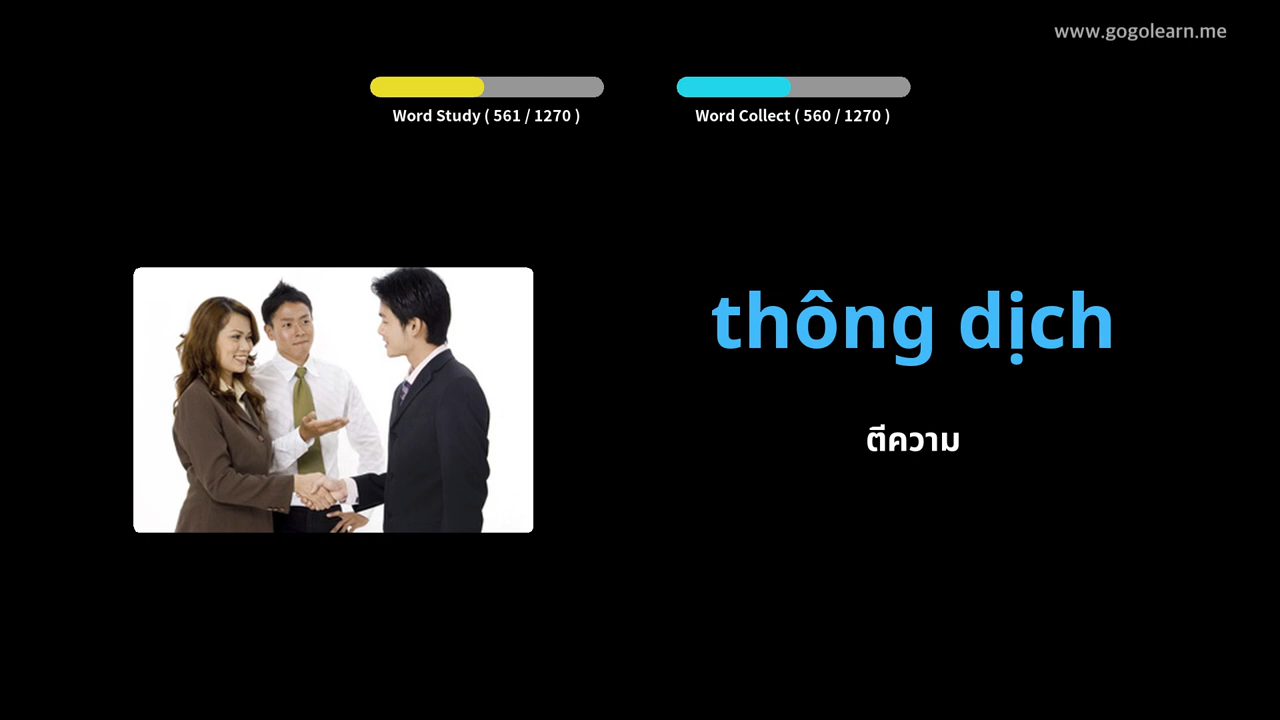 www.gogolearn.me
Word Study ( 561 / 1270 )
Word Collect ( 560 / 1270 )
thông dịch
ตีความ